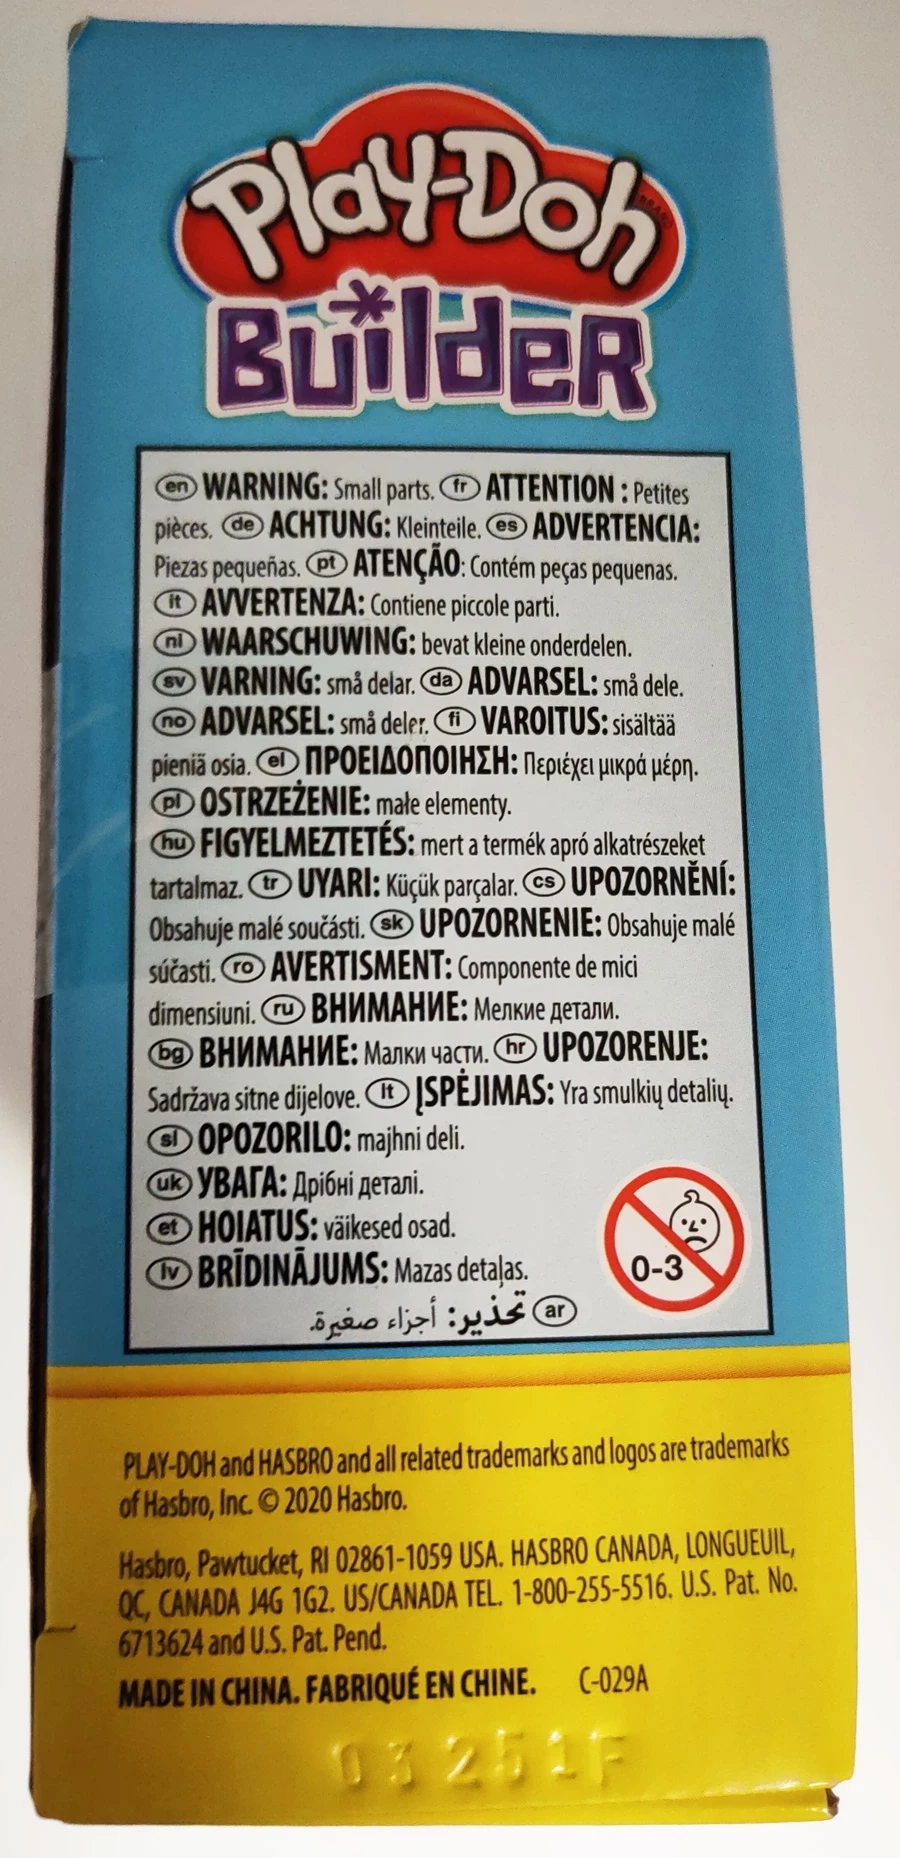 Play-Doh
BRAND
Builder
en WARNING: Small parts. fr ATTENTION : Petites
pièces. de ACHTUNG: Kleinteile. es ADVERTENCIA:
Piezas pequeñas. pt ATENÇÃO: Contém peças pequenas.
it AVVERTENZA: Contiene piccole parti.
nl WAARSCHUWING: bevat kleine onderdelen.
sv VARNING: små delar. da ADVARSEL: små dele.
no ADVARSEL: små deler. fi VAROITUS: sisältää
pieniä osia. el ΠΡΟΕΙΔΟΠΟΙΗΣΗ: Περιέχει μικρά μέρη.
pl OSTRZEŻENIE: małe elementy.
hu FIGYELMEZTETÉS: mert a termék apró alkatrészeket
tartalmaz. tr UYARI: Küçük parçalar. cs UPOZORNĚNÍ:
Obsahuje malé součásti. sk UPOZORNENIE: Obsahuje malé
súčasti. ro AVERTISMENT: Componente de mici
dimensiuni. ru ВНИМАНИЕ: Мелкие детали.
bg ВНИМАНИЕ: Малки части. hr UPOZORENJE:
Sadržava sitne dijelove. lt ĮSPĖJIMAS: Yra smulkių detalių.
sl OPOZORILO: majhni deli.
uk УВАГА: Дрібні деталі.
et HOIATUS: väikesed osad.
lv BRĪDINĀJUMS: Mazas detaļas.
ar تحذير: أجزاء صغيرة.
0-3
PLAY-DOH and HASBRO and all related trademarks and logos are trademarks
of Hasbro, Inc. © 2020 Hasbro.
Hasbro, Pawtucket, RI 02861-1059 USA. HASBRO CANADA, LONGUEUIL,
QC, CANADA J4G 1G2. US/CANADA TEL. 1-800-255-5516. U.S. Pat. No.
6713624 and U.S. Pat. Pend.
MADE IN CHINA. FABRIQUÉ EN CHINE. C-029A
03251F